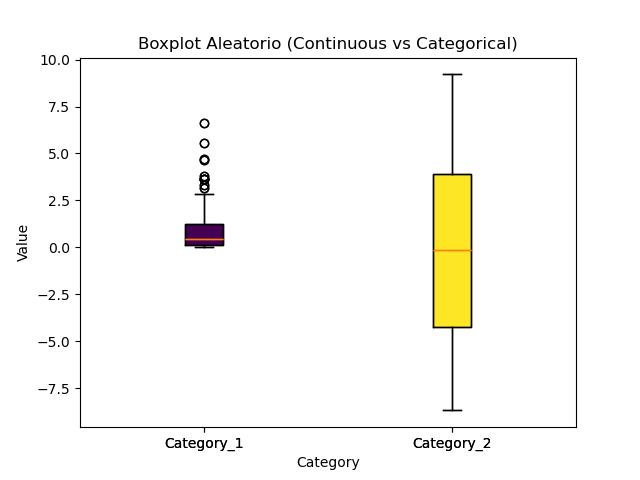 Boxplot Aleatorio (Continuous vs Categorical)
10.0
7.5
5.0
2.5
0.0
−2.5
−5.0
−7.5
Value
Category_1
Category_2
Category